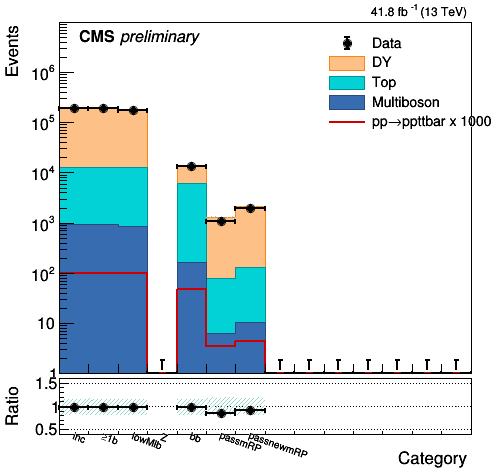 41.8 fb⁻¹ (13 TeV)
CMS preliminary
Events
Data
DY
Top
Multiboson
pp→ppttbar x 1000
10⁶
10⁵
10⁴
10³
10²
10
1
Ratio
1.5
1
0.5
inc ≥1b lowMlb Z bb passmRP passnewmRP
Category